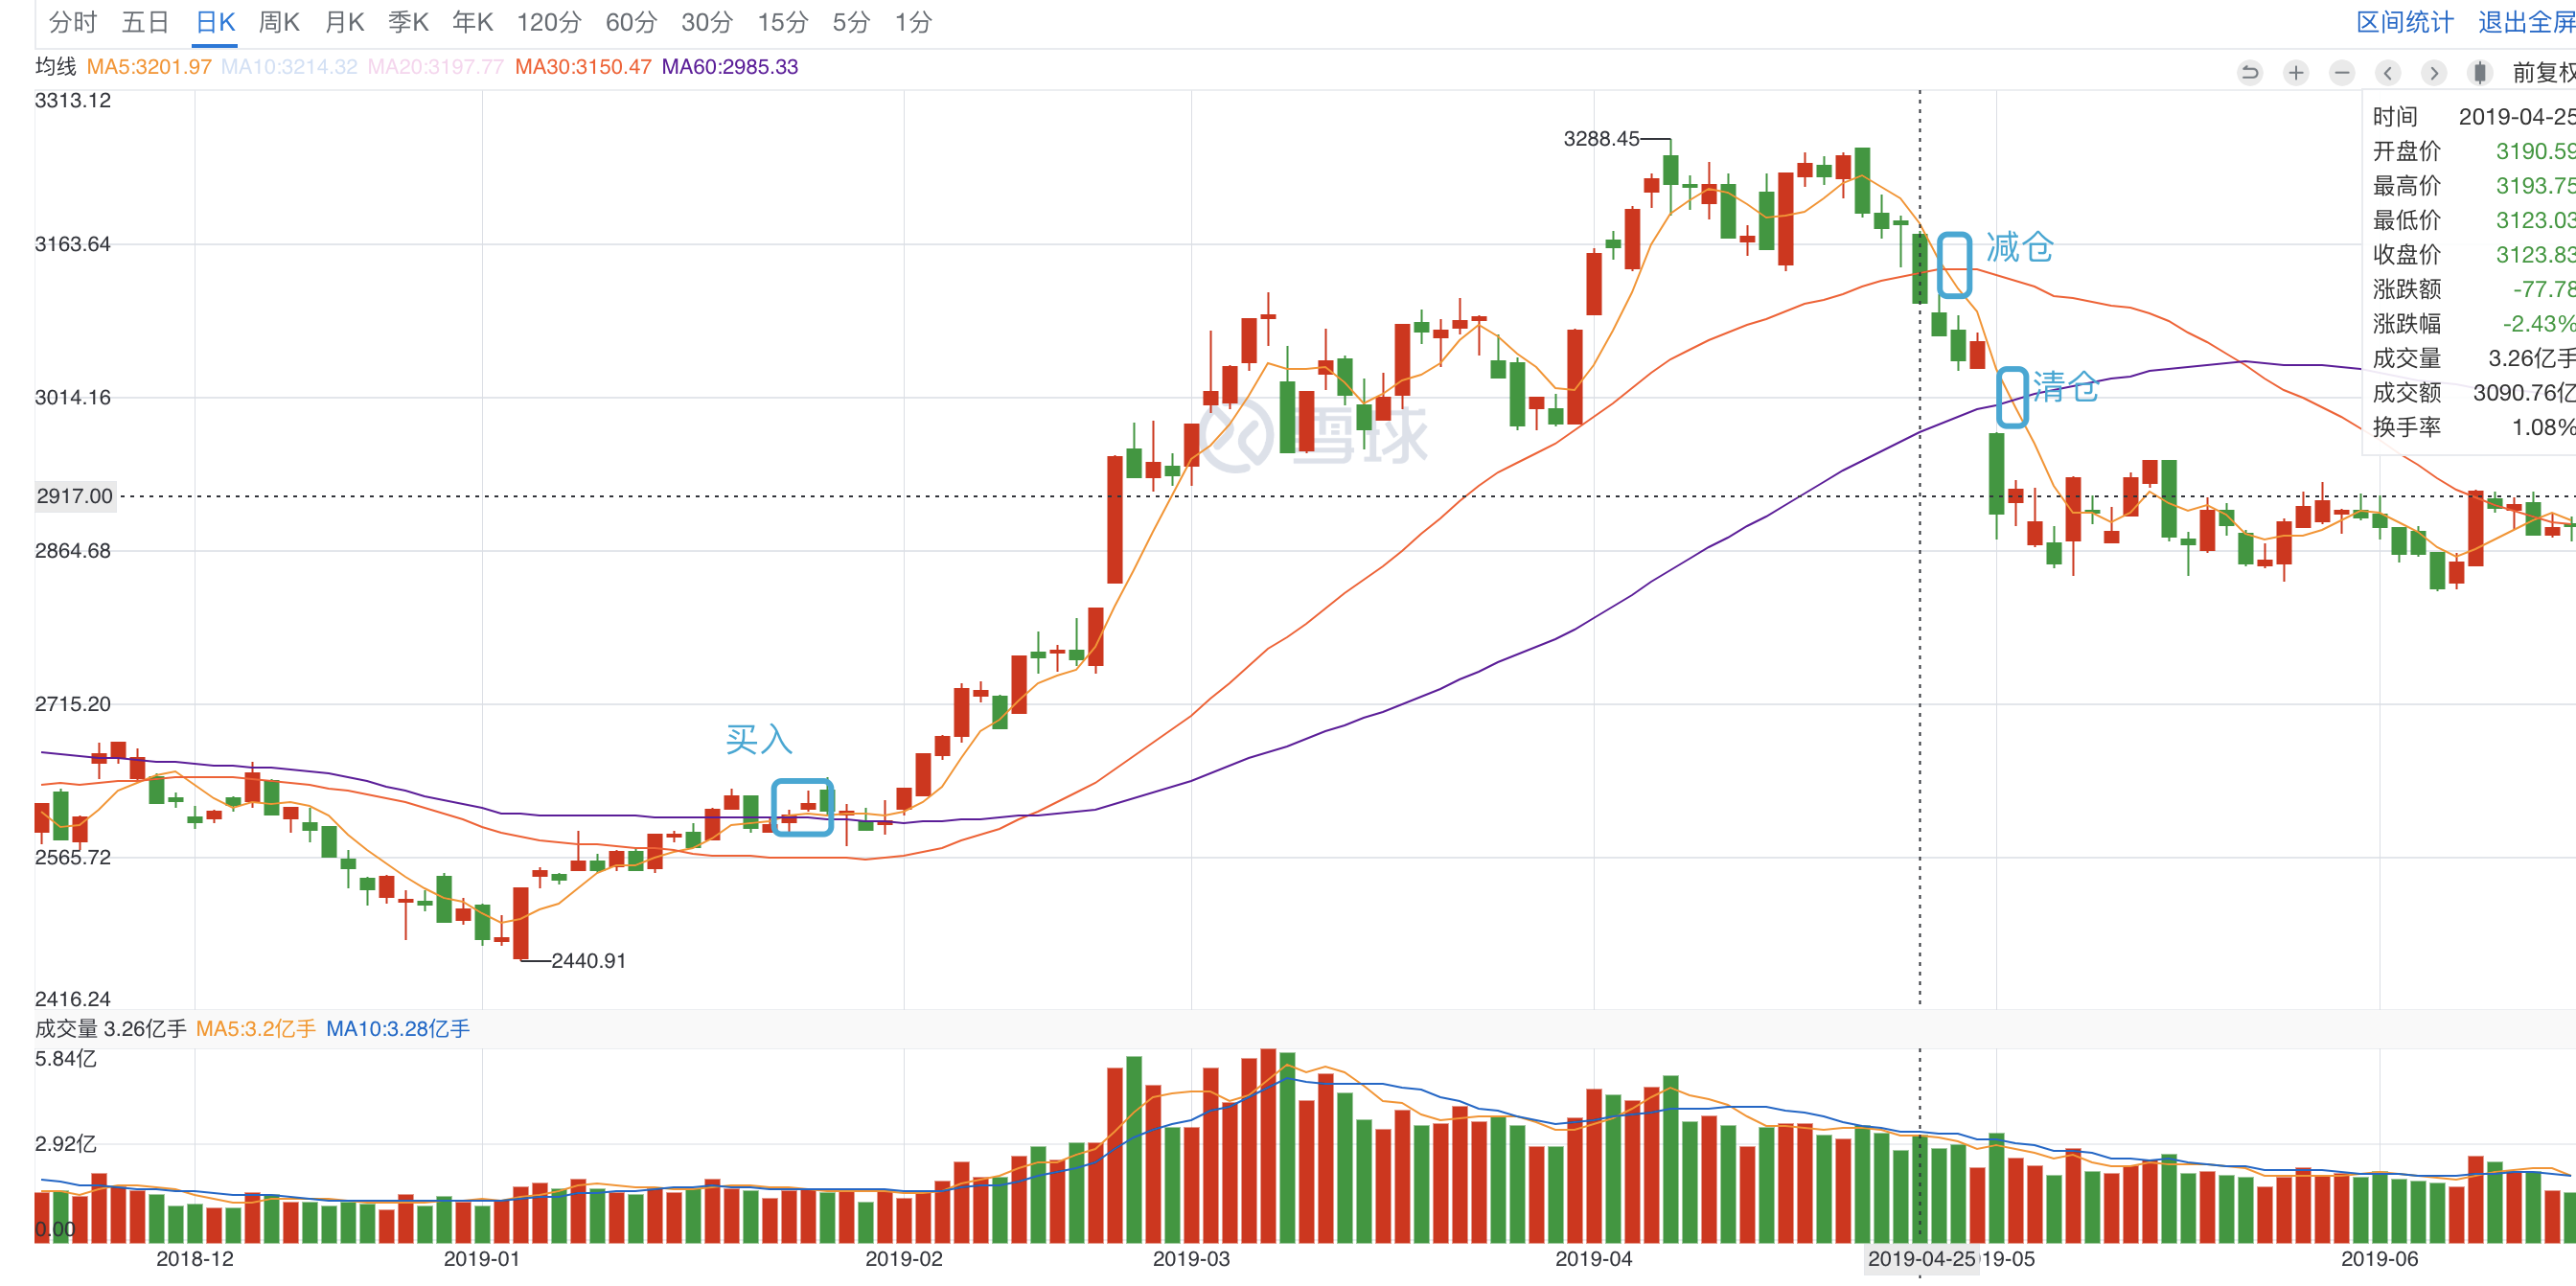 分时 五日 日K 周K 月K 季K 年K 120分 60分 30分 15分 5分 1分 区间统计 退出全屏
均线 MA5:3201.97 MA10:3214.32 MA20:3197.77 MA30:3150.47 MA60:2985.33
前复权
3313.12
时间 2019-04-25
3288.45
开盘价 3190.59
最高价 3193.75
最低价 3123.03
3163.64
减仓
收盘价 3123.83
涨跌额 -77.78
涨跌幅 -2.43%
成交量 3.26亿手
清仓
成交额 3090.76亿
3014.16
换手率 1.08%
雪球
2917.00
2864.68
2715.20
买入
2565.72
2440.91
2416.24
成交量 3.26亿手 MA5:3.2亿手 MA10:3.28亿手
5.84亿
2.92亿
0.00
2018-12 2019-01 2019-02 2019-03 2019-04 2019-04-25 19-05 2019-06